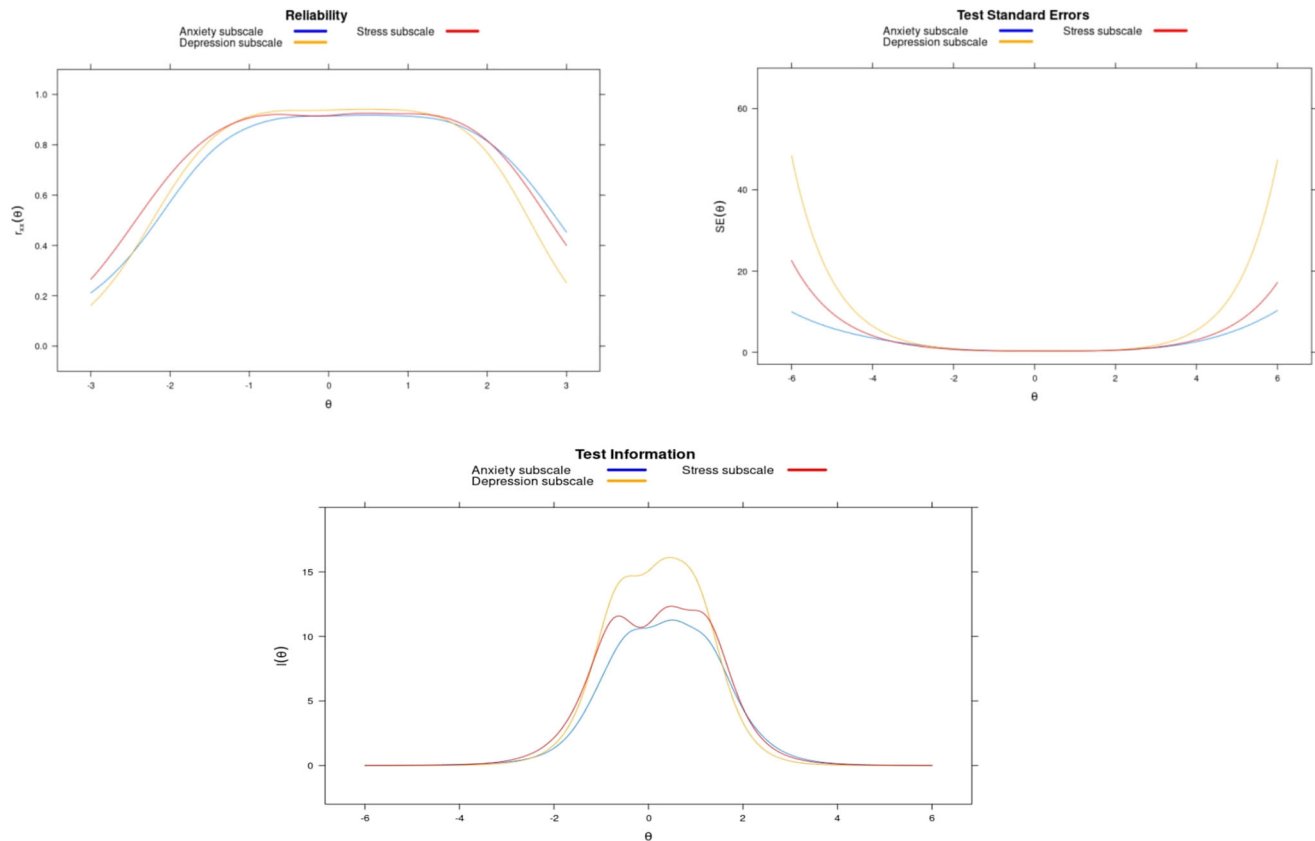 Reliability
Anxiety subscale Stress subscale
Depression subscale
1.0
0.8
0.6
0.4
0.2
0.0
rxx(θ)
-3 -2 -1 0 1 2 3
θ
Test Standard Errors
Anxiety subscale Stress subscale
Depression subscale
60
40
20
0
SE(θ)
-6 -4 -2 0 2 4 6
θ
Test Information
Anxiety subscale Stress subscale
Depression subscale
15
10
5
0
I(θ)
-6 -4 -2 0 2 4 6
θ